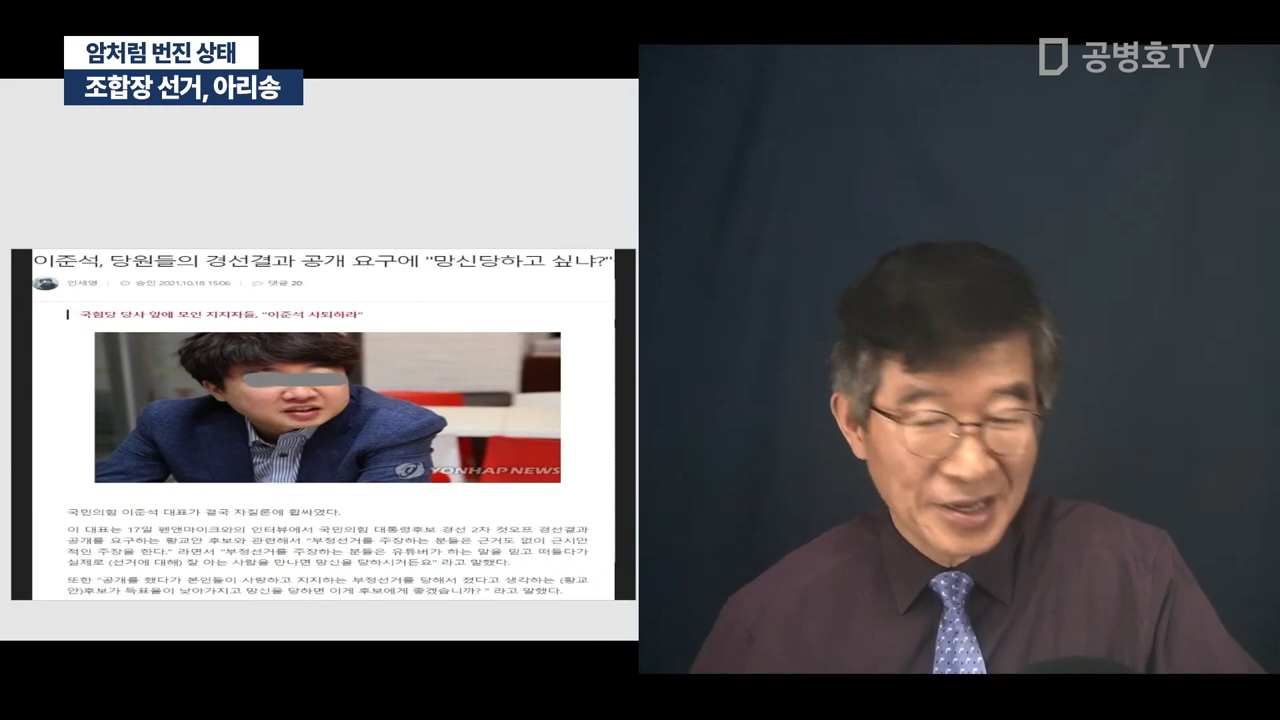 암처럼 번진 상태
조합장 선거, 아리송
공병호TV
이준석, 당원들의 경선결과 공개 요구에 "망신당하고 싶냐?"
인세영 승인 2021.10.18 15:06 댓글 20
국힘당 당사 앞에 모인 지지자들, "이준석 사퇴하라"
YONHAP NEWS
국민의힘 이준석 대표가 결국 자질론에 휩싸였다.
이 대표는 17일 펜앤마이크와의 인터뷰에서 국민의힘 대통령후보 경선 2차 컷오프 경선결과
공개를 요구하는 황교안 후보와 관련해서 "부정선거를 주장하는 분들은 근거도 없이 근시안
적인 주장을 한다." 라면서 "부정선거를 주장하는 분들은 유튜버가 하는 말을 믿고 떠들다가
실제로 (선거에 대해) 잘 아는 사람을 만나면 망신을 당하시거든요" 라고 말했다.
또한 "공개를 했다가 본인들이 사랑하고 지지하는 부정선거를 당해서 졌다고 생각하는 (황교
안)후보가 득표율이 낮아가지고 망신을 당하면 이게 후보에게 좋겠습니까? " 라고 말했다.